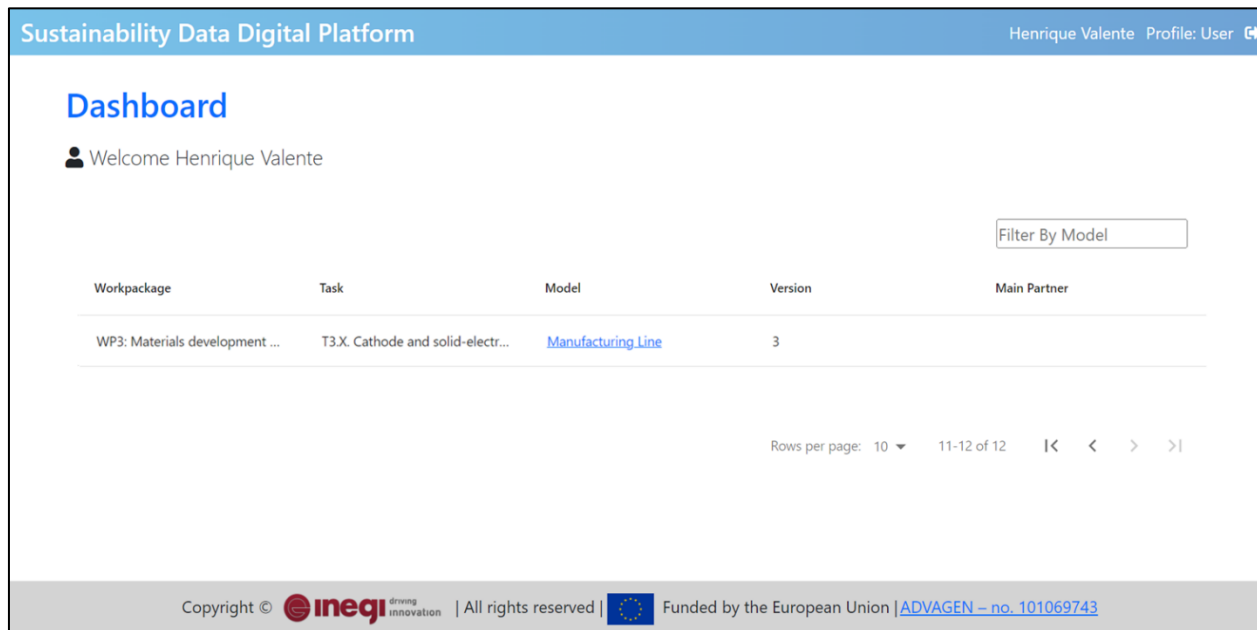 Sustainability Data Digital Platform
Henrique Valente Profile: User
Dashboard
Welcome Henrique Valente
Filter By Model
Workpackage Task Model Version Main Partner
WP3: Materials development ... T3.X. Cathode and solid-electr... Manufacturing Line 3
Rows per page: 10 11-12 of 12
Copyright © inegi driving innovation | All rights reserved | Funded by the European Union | ADVAGEN – no. 101069743